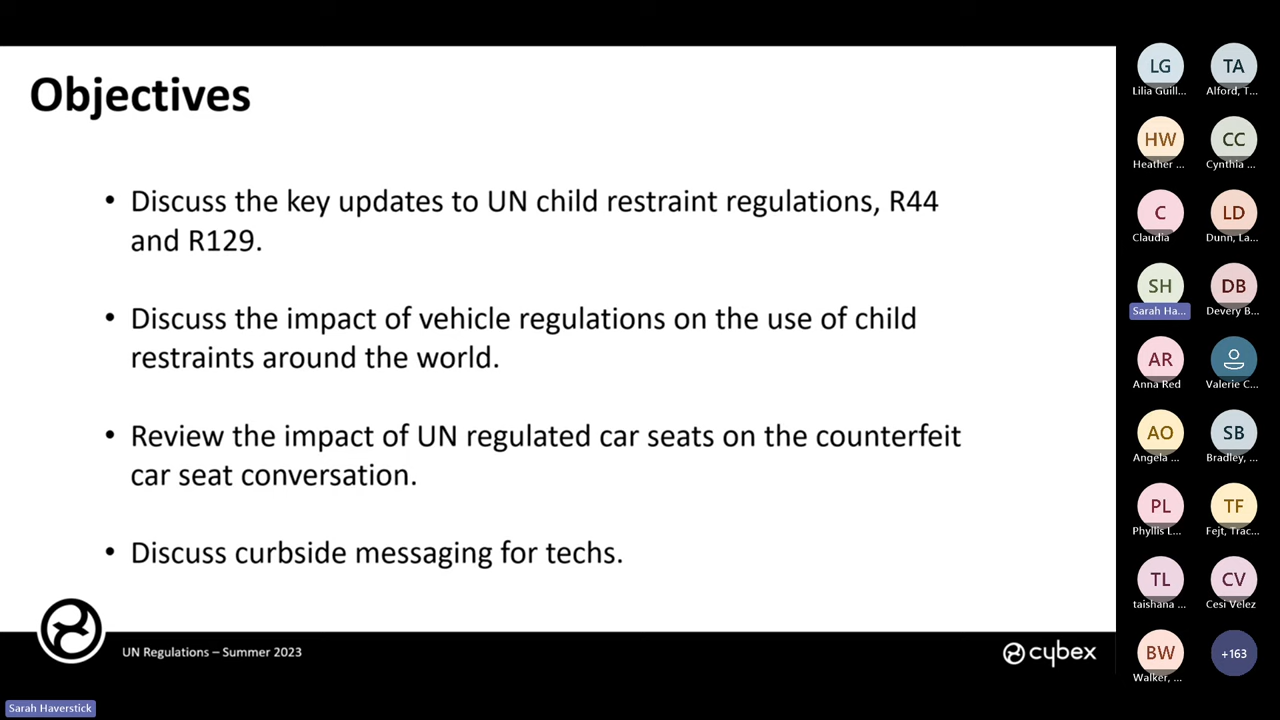 Objectives
• Discuss the key updates to UN child restraint regulations, R44
and R129.
• Discuss the impact of vehicle regulations on the use of child
restraints around the world.
• Review the impact of UN regulated car seats on the counterfeit
car seat conversation.
• Discuss curbside messaging for techs.
UN Regulations – Summer 2023
cybex
Sarah Haverstick
LG
Lilia Guill...
TA
Alford, T...
HW
Heather ...
CC
Cynthia ...
C
Claudia
LD
Dunn, La...
SH
Sarah Ha...
DB
Devery B...
AR
Anna Red
Valerie C...
AO
Angela ...
SB
Bradley, ...
PL
Phyllis L...
TF
Fejt, Trac...
TL
taishana ...
CV
Cesi Velez
BW
Walker, ...
+163